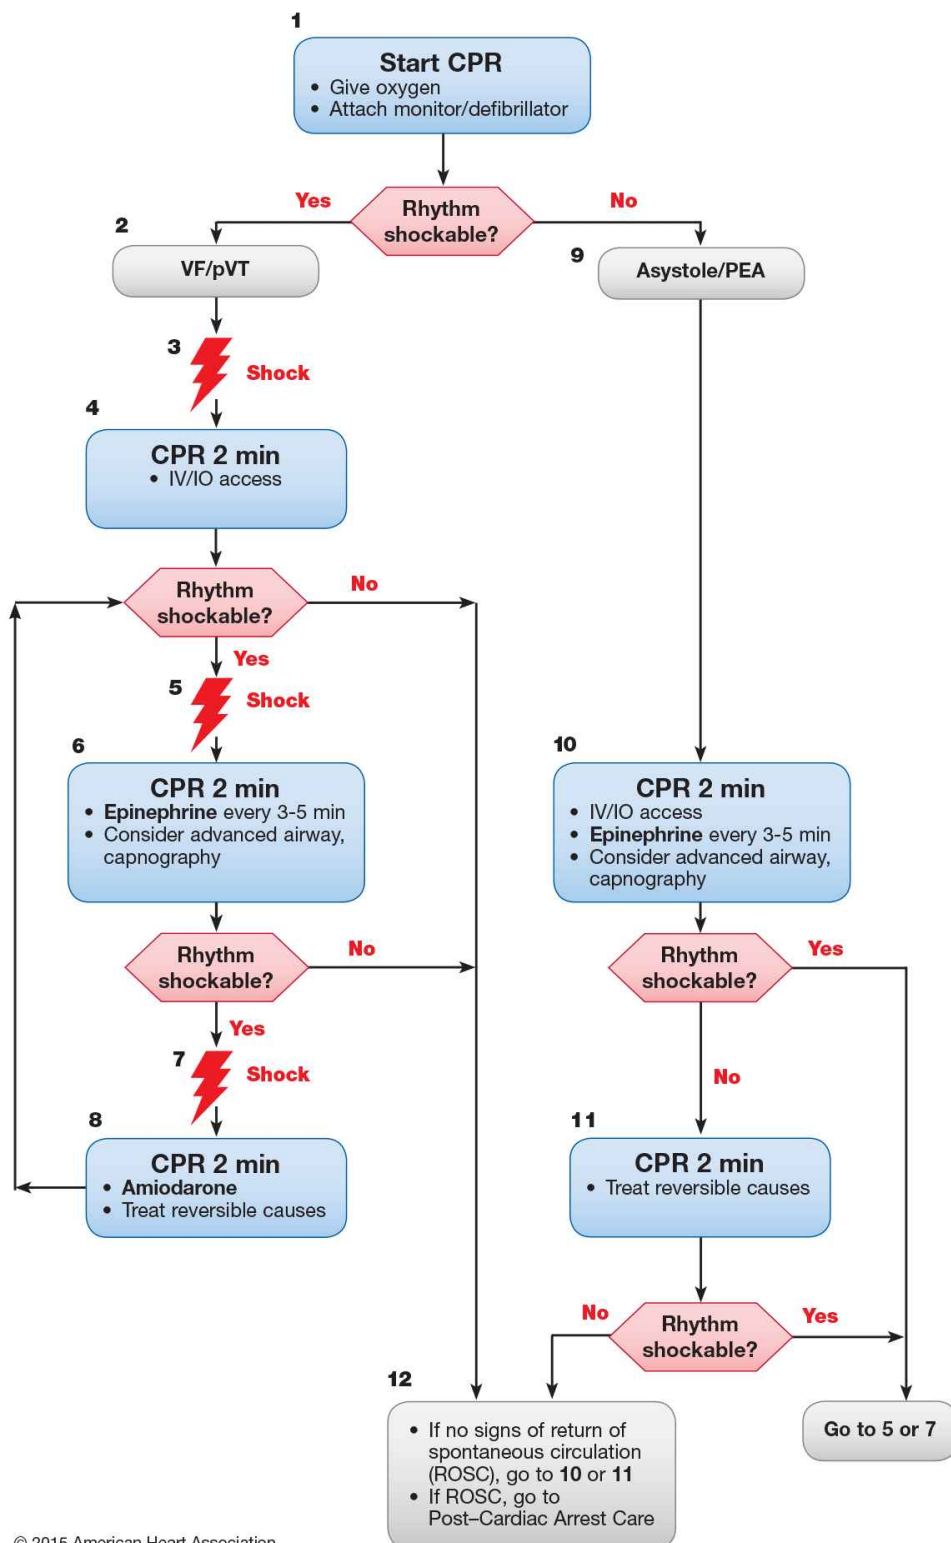 1
Start CPR
• Give oxygen
• Attach monitor/defibrillator
Rhythm
shockable?
Yes
No
2
VF/pVT
9
Asystole/PEA
3
Shock
4
CPR 2 min
• IV/IO access
Rhythm
shockable?
No
Yes
5
Shock
6
CPR 2 min
• Epinephrine every 3-5 min
• Consider advanced airway,
capnography
Rhythm
shockable?
No
Yes
7
Shock
8
CPR 2 min
• Amiodarone
• Treat reversible causes
10
CPR 2 min
• IV/IO access
• Epinephrine every 3-5 min
• Consider advanced airway,
capnography
Rhythm
shockable?
Yes
No
11
CPR 2 min
• Treat reversible causes
Rhythm
shockable?
No
Yes
12
• If no signs of return of
spontaneous circulation
(ROSC), go to 10 or 11
• If ROSC, go to
Post–Cardiac Arrest Care
Go to 5 or 7
© 2015 American Heart Association